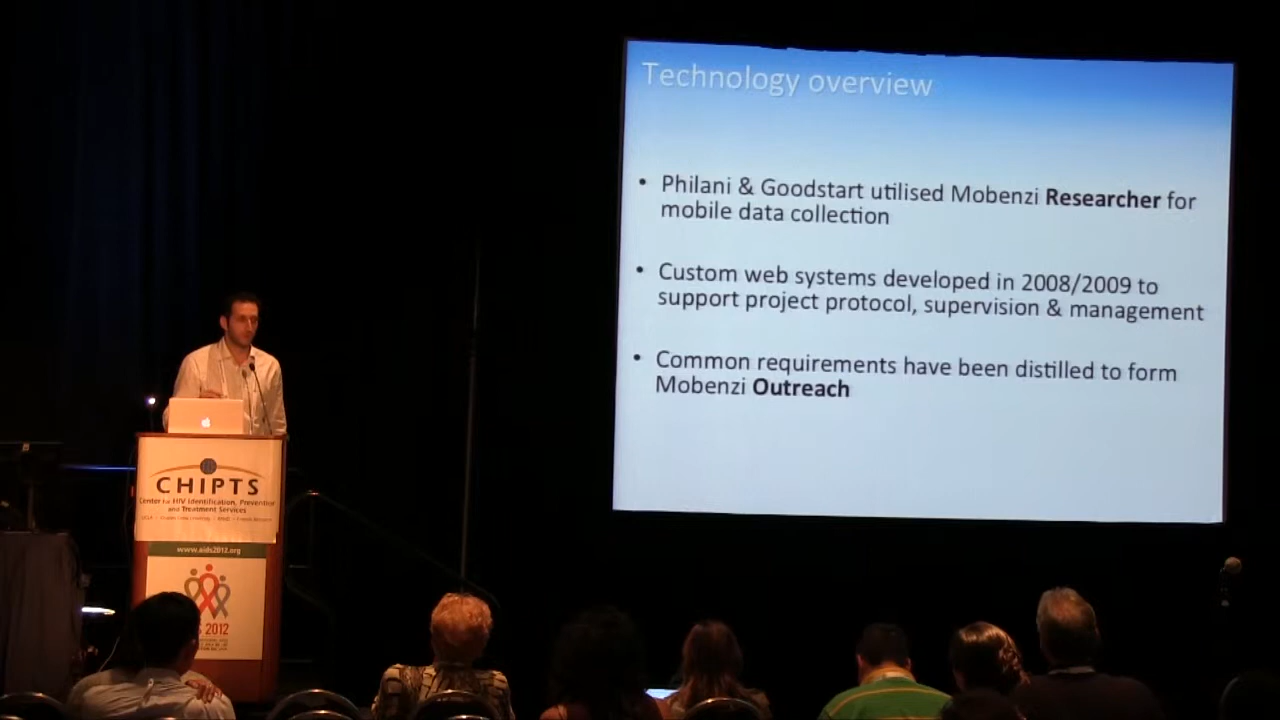 Technology overview
• Philani & Goodstart utilised Mobenzi Researcher for
mobile data collection
• Custom web systems developed in 2008/2009 to
support project protocol, supervision & management
• Common requirements have been distilled to form
Mobenzi Outreach
CHIPTS
Center for HIV Identification, Prevention
and Treatment Services
www.aids2012.org
S 2012